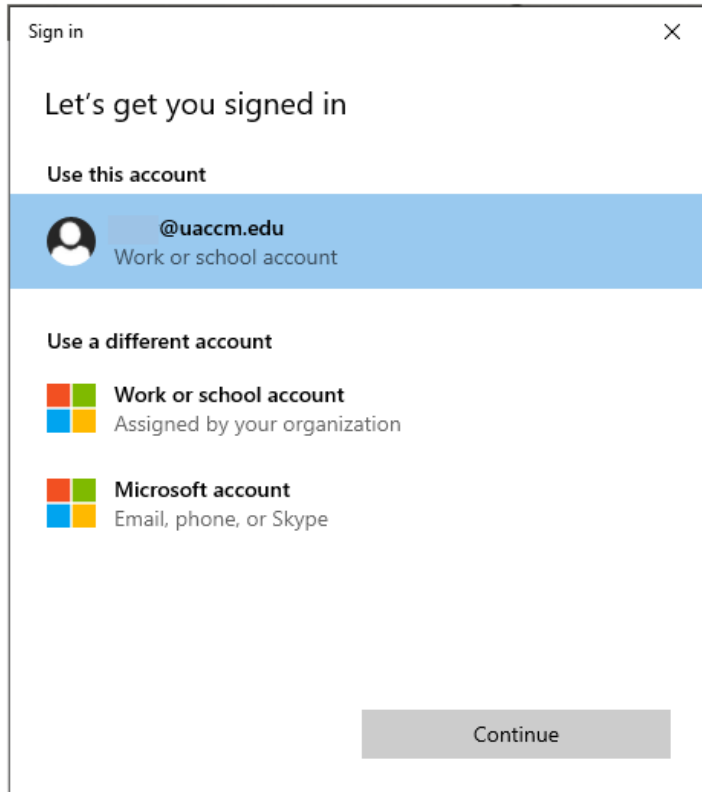 Sign in
Let's get you signed in
Use this account
@uaccm.edu
Work or school account
Use a different account
Work or school account
Assigned by your organization
Microsoft account
Email, phone, or Skype
Continue